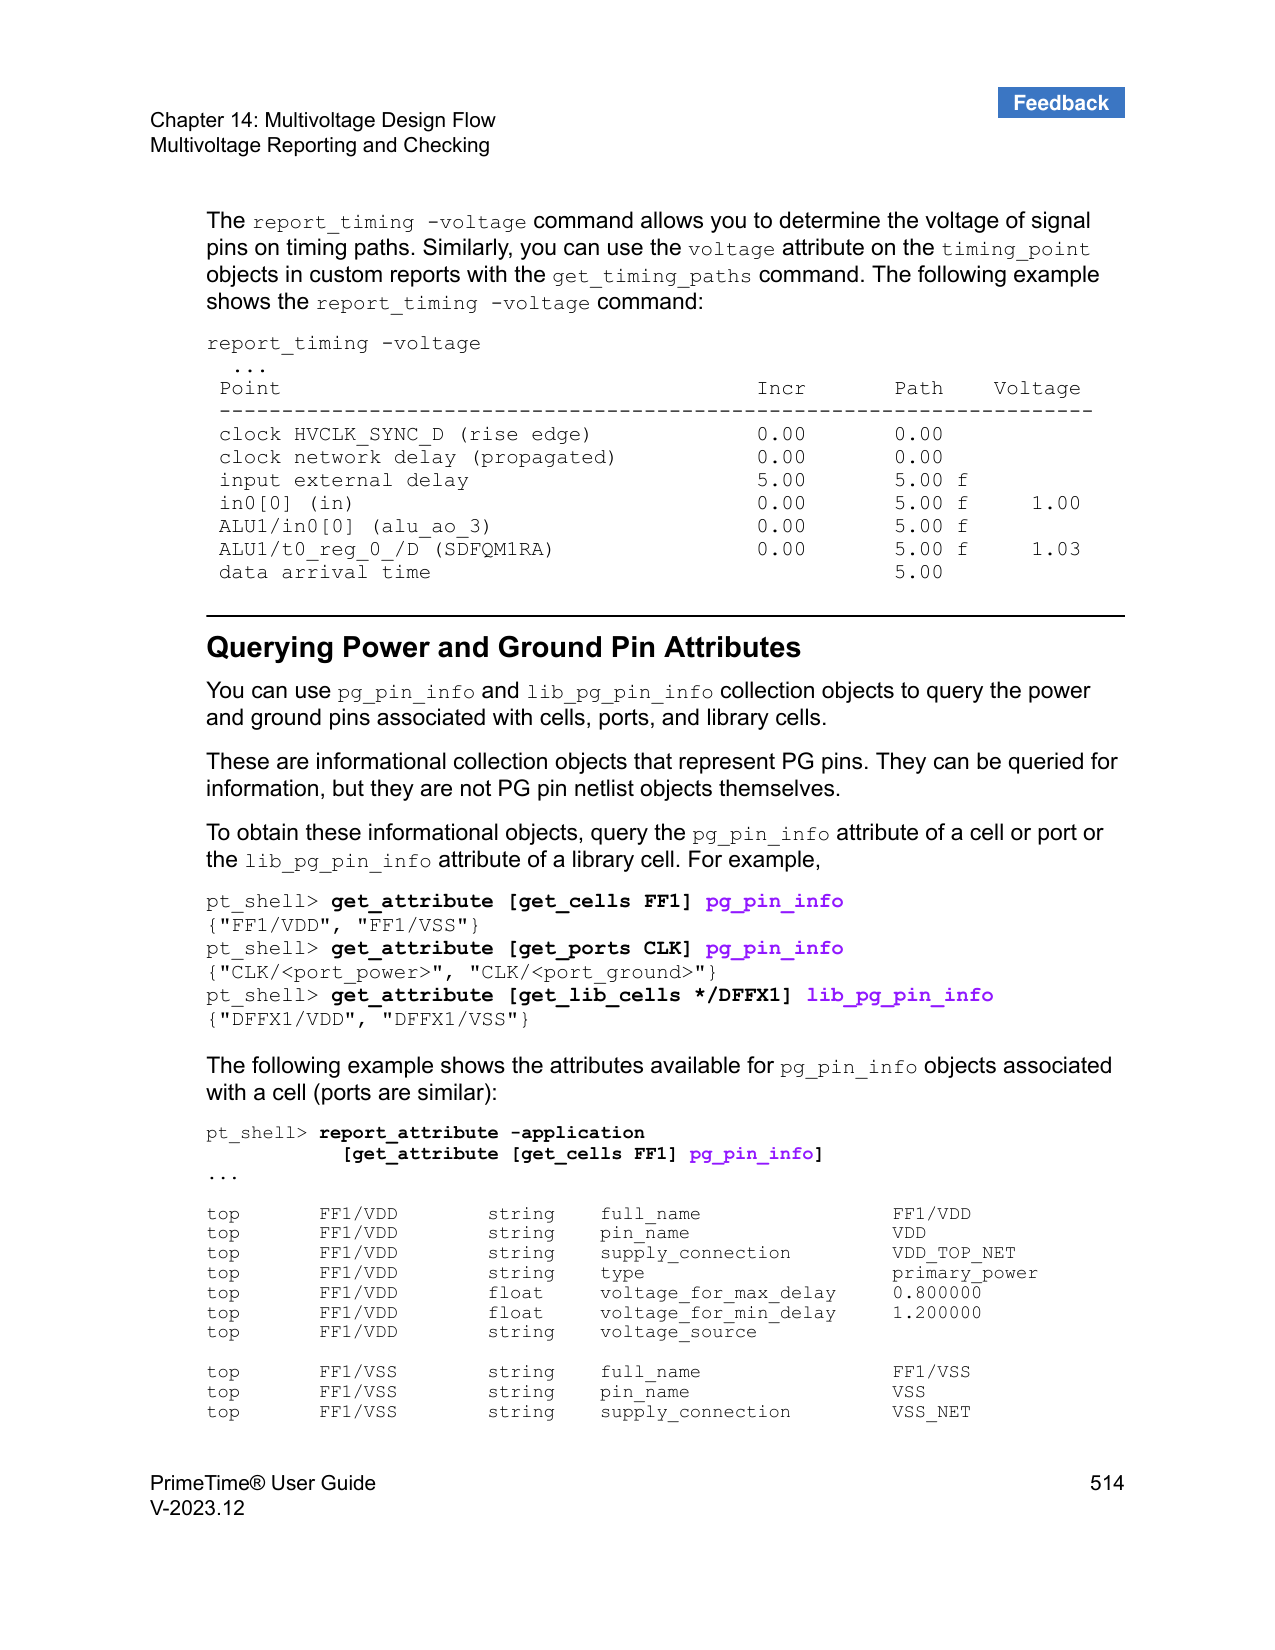 Feedback
Chapter 14: Multivoltage Design Flow
Multivoltage Reporting and Checking
The report_timing -voltage command allows you to determine the voltage of signal
pins on timing paths. Similarly, you can use the voltage attribute on the timing_point
objects in custom reports with the get_timing_paths command. The following example
shows the report_timing -voltage command:
report_timing -voltage
  ...
 Point                                      Incr       Path    Voltage
 ----------------------------------------------------------------------
 clock HVCLK_SYNC_D (rise edge)             0.00       0.00
 clock network delay (propagated)           0.00       0.00
 input external delay                       5.00       5.00 f
 in0[0] (in)                                0.00       5.00 f     1.00
 ALU1/in0[0] (alu_ao_3)                     0.00       5.00 f
 ALU1/t0_reg_0_/D (SDFQM1RA)                0.00       5.00 f     1.03
 data arrival time                                     5.00
Querying Power and Ground Pin Attributes
You can use pg_pin_info and lib_pg_pin_info collection objects to query the power
and ground pins associated with cells, ports, and library cells.
These are informational collection objects that represent PG pins. They can be queried for
information, but they are not PG pin netlist objects themselves.
To obtain these informational objects, query the pg_pin_info attribute of a cell or port or
the lib_pg_pin_info attribute of a library cell. For example,
pt_shell> get_attribute [get_cells FF1] pg_pin_info
{"FF1/VDD", "FF1/VSS"}
pt_shell> get_attribute [get_ports CLK] pg_pin_info
{"CLK/<port_power>", "CLK/<port_ground>"}
pt_shell> get_attribute [get_lib_cells */DFFX1] lib_pg_pin_info
{"DFFX1/VDD", "DFFX1/VSS"}
The following example shows the attributes available for pg_pin_info objects associated
with a cell (ports are similar):
pt_shell> report_attribute -application
            [get_attribute [get_cells FF1] pg_pin_info]
...
top       FF1/VDD        string    full_name                 FF1/VDD
top       FF1/VDD        string    pin_name                  VDD
top       FF1/VDD        string    supply_connection         VDD_TOP_NET
top       FF1/VDD        string    type                      primary_power
top       FF1/VDD        float     voltage_for_max_delay     0.800000
top       FF1/VDD        float     voltage_for_min_delay     1.200000
top       FF1/VDD        string    voltage_source
top       FF1/VSS        string    full_name                 FF1/VSS
top       FF1/VSS        string    pin_name                  VSS
top       FF1/VSS        string    supply_connection         VSS_NET
PrimeTime® User Guide 514
V-2023.12